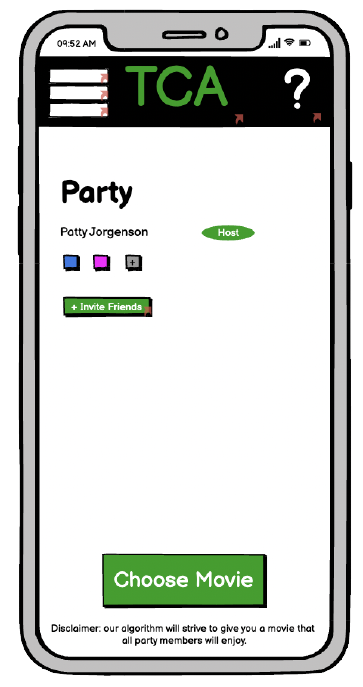 09:52 AM
TCA ?
Party
Patty Jorgenson Host
+
+ Invite Friends
Choose Movie
Disclaimer: our algorithm will strive to give you a movie that
all party members will enjoy.